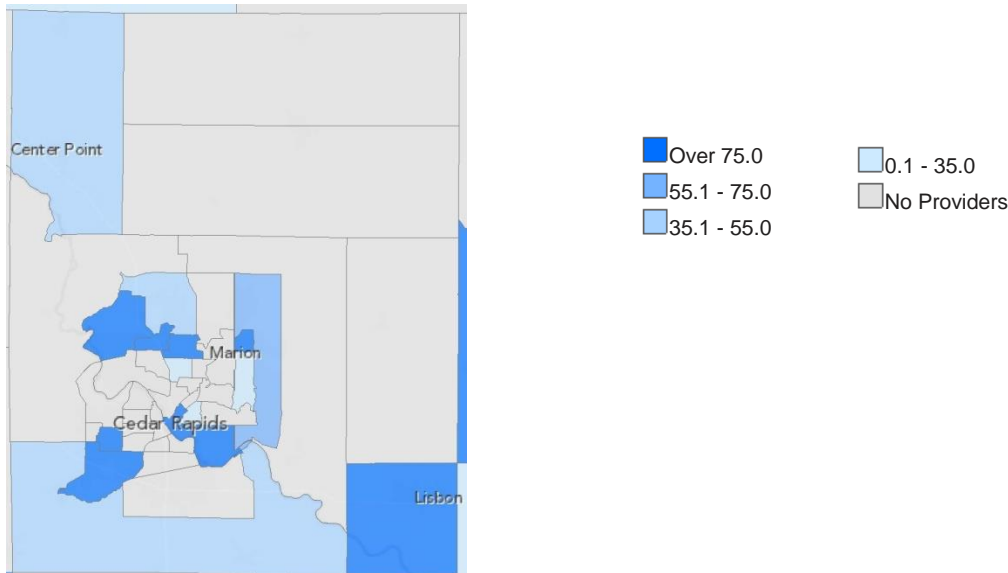 Center Point
Marion
Cedar Rapids
Lisbon
Over 75.0
55.1 - 75.0
35.1 - 55.0
0.1 - 35.0
No Providers